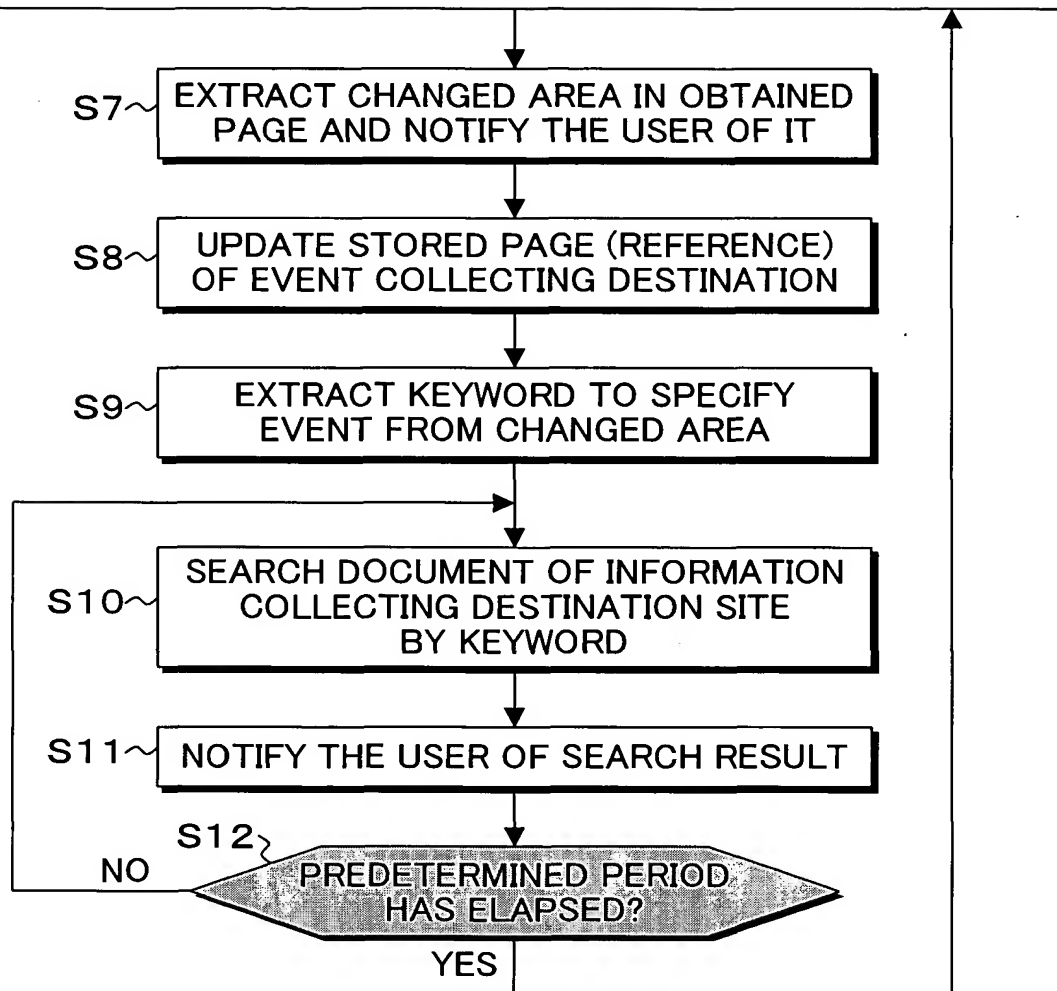 S7
EXTRACT CHANGED AREA IN OBTAINED
PAGE AND NOTIFY THE USER OF IT
S8
UPDATE STORED PAGE (REFERENCE)
OF EVENT COLLECTING DESTINATION
S9
EXTRACT KEYWORD TO SPECIFY
EVENT FROM CHANGED AREA
S10
SEARCH DOCUMENT OF INFORMATION
COLLECTING DESTINATION SITE
BY KEYWORD
S11
NOTIFY THE USER OF SEARCH RESULT
S12
NO
PREDETERMINED PERIOD
HAS ELAPSED?
YES